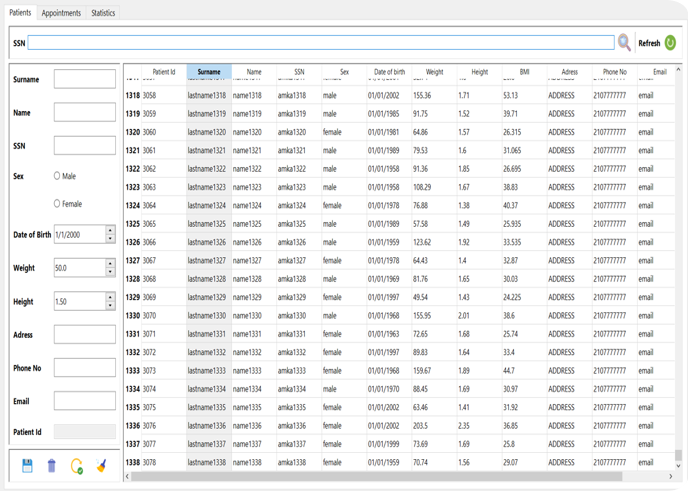 Patients Appointments Statistics
SSN Refresh
Surname
Name
SSN
Sex Male
Female
Date of Birth 1/1/2000
Weight 50.0
Height 1.50
Adress
Phone No
Email
Patient Id
Patient Id Surname Name SSN Sex Date of birth Weight Height BMI Adress Phone No Email
1318 3058 lastname1318 name1318 amka1318 male 01/01/2002 155.36 1.71 53.13 ADDRESS 2107777777 email
1319 3059 lastname1319 name1319 amka1319 male 01/01/1985 91.75 1.52 39.71 ADDRESS 2107777777 email
1320 3060 lastname1320 name1320 amka1320 female 01/01/1981 64.86 1.57 26.315 ADDRESS 2107777777 email
1321 3061 lastname1321 name1321 amka1321 male 01/01/1989 79.53 1.6 31.065 ADDRESS 2107777777 email
1322 3062 lastname1322 name1322 amka1322 male 01/01/1958 91.36 1.85 26.695 ADDRESS 2107777777 email
1323 3063 lastname1323 name1323 amka1323 male 01/01/1958 108.29 1.67 38.83 ADDRESS 2107777777 email
1324 3064 lastname1324 name1324 amka1324 female 01/01/1978 76.88 1.38 40.37 ADDRESS 2107777777 email
1325 3065 lastname1325 name1325 amka1325 male 01/01/1989 57.58 1.49 25.935 ADDRESS 2107777777 email
1326 3066 lastname1326 name1326 amka1326 male 01/01/1959 123.62 1.92 33.535 ADDRESS 2107777777 email
1327 3067 lastname1327 name1327 amka1327 female 01/01/1978 64.43 1.4 32.87 ADDRESS 2107777777 email
1328 3068 lastname1328 name1328 amka1328 male 01/01/1969 81.76 1.65 30.03 ADDRESS 2107777777 email
1329 3069 lastname1329 name1329 amka1329 female 01/01/1997 49.54 1.43 24.225 ADDRESS 2107777777 email
1330 3070 lastname1330 name1330 amka1330 male 01/01/1968 155.95 2.01 38.6 ADDRESS 2107777777 email
1331 3071 lastname1331 name1331 amka1331 female 01/01/1973 72.65 1.68 25.74 ADDRESS 2107777777 email
1332 3072 lastname1332 name1332 amka1332 female 01/01/1997 89.83 1.64 33.4 ADDRESS 2107777777 email
1333 3073 lastname1333 name1333 amka1333 female 01/01/1968 159.67 1.89 44.7 ADDRESS 2107777777 email
1334 3074 lastname1334 name1334 amka1334 male 01/01/1970 88.45 1.69 30.97 ADDRESS 2107777777 email
1335 3075 lastname1335 name1335 amka1335 female 01/01/2002 63.46 1.41 31.92 ADDRESS 2107777777 email
1336 3076 lastname1336 name1336 amka1336 female 01/01/2002 203.5 2.35 36.85 ADDRESS 2107777777 email
1337 3077 lastname1337 name1337 amka1337 female 01/01/1999 73.69 1.69 25.8 ADDRESS 2107777777 email
1338 3078 lastname1338 name1338 amka1338 female 01/01/1959 70.74 1.56 29.07 ADDRESS 2107777777 email